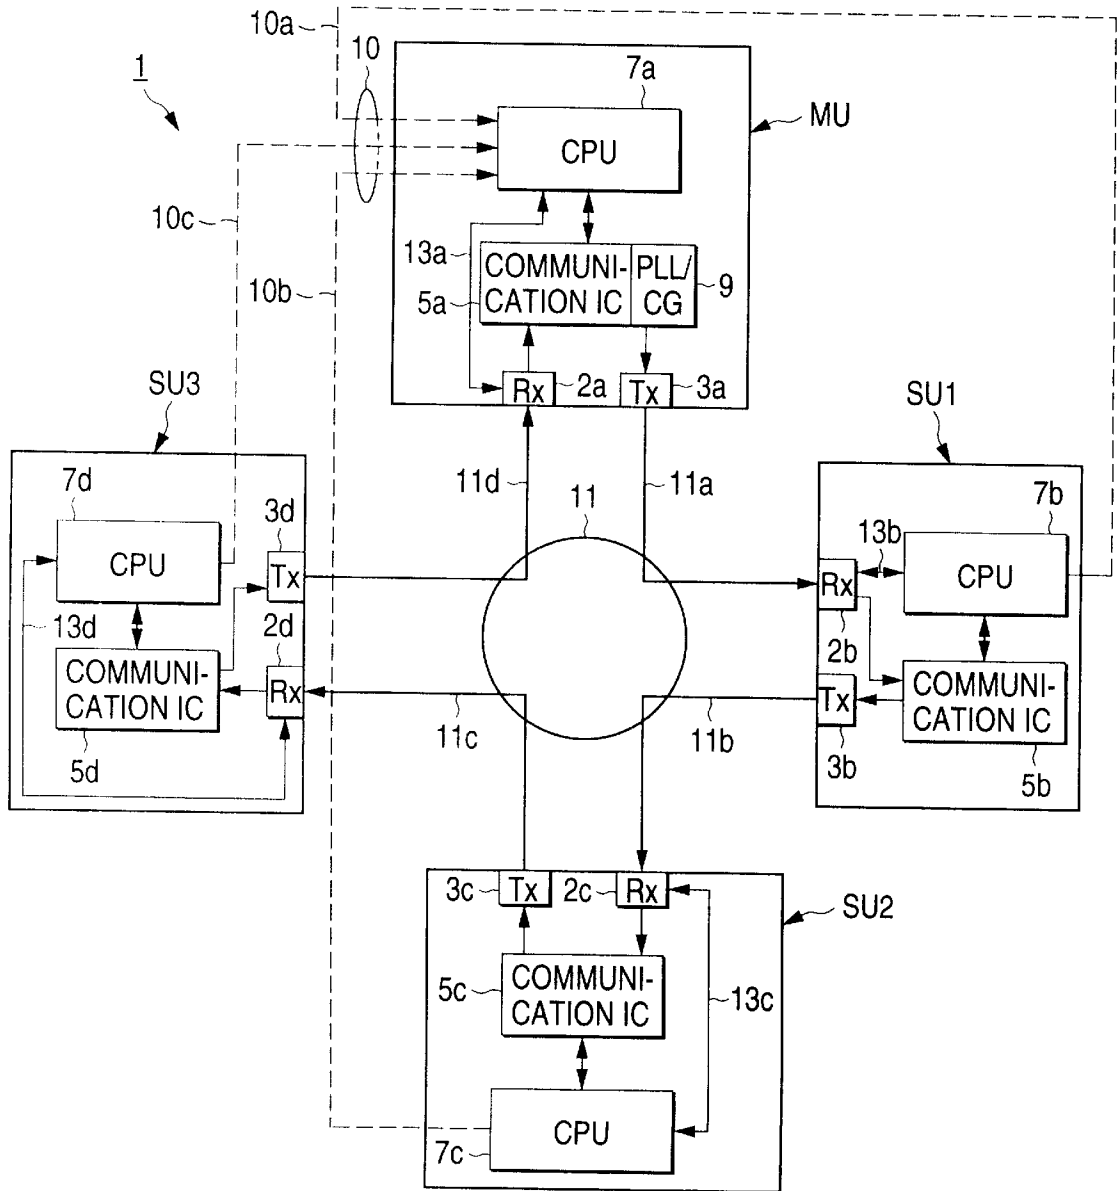 10a
10
1
7a
MU
CPU
10c
13a
COMMUNI-
CATION IC
PLL/
CG
9
10b
5a
Rx
2a
Tx
3a
SU3
SU1
11d
11
11a
7d
3d
7b
13b
CPU
Tx
Rx
CPU
13d
2d
2b
COMMUNI-
CATION IC
Rx
Tx
COMMUNI-
CATION IC
11c
11b
5d
3b
5b
3c
Tx
2c
Rx
SU2
5c
COMMUNI-
CATION IC
13c
CPU
7c